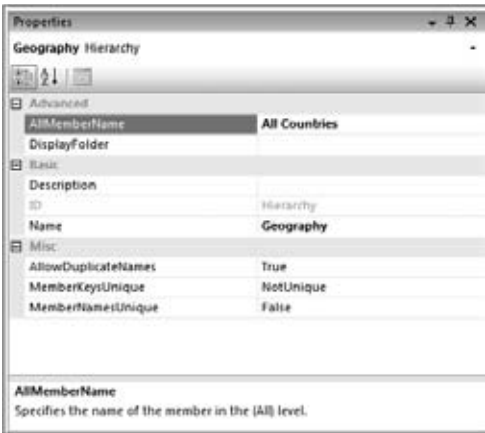 Properties
Geography Hierarchy
Advanced
AllMemberName All Countries
DisplayFolder
Basic
Description
ID Hierarchy
Name Geography
Misc
AllowDuplicateNames True
MemberKeysUnique NotUnique
MemberNamesUnique False
AllMemberName
Specifies the name of the member in the (All) level.